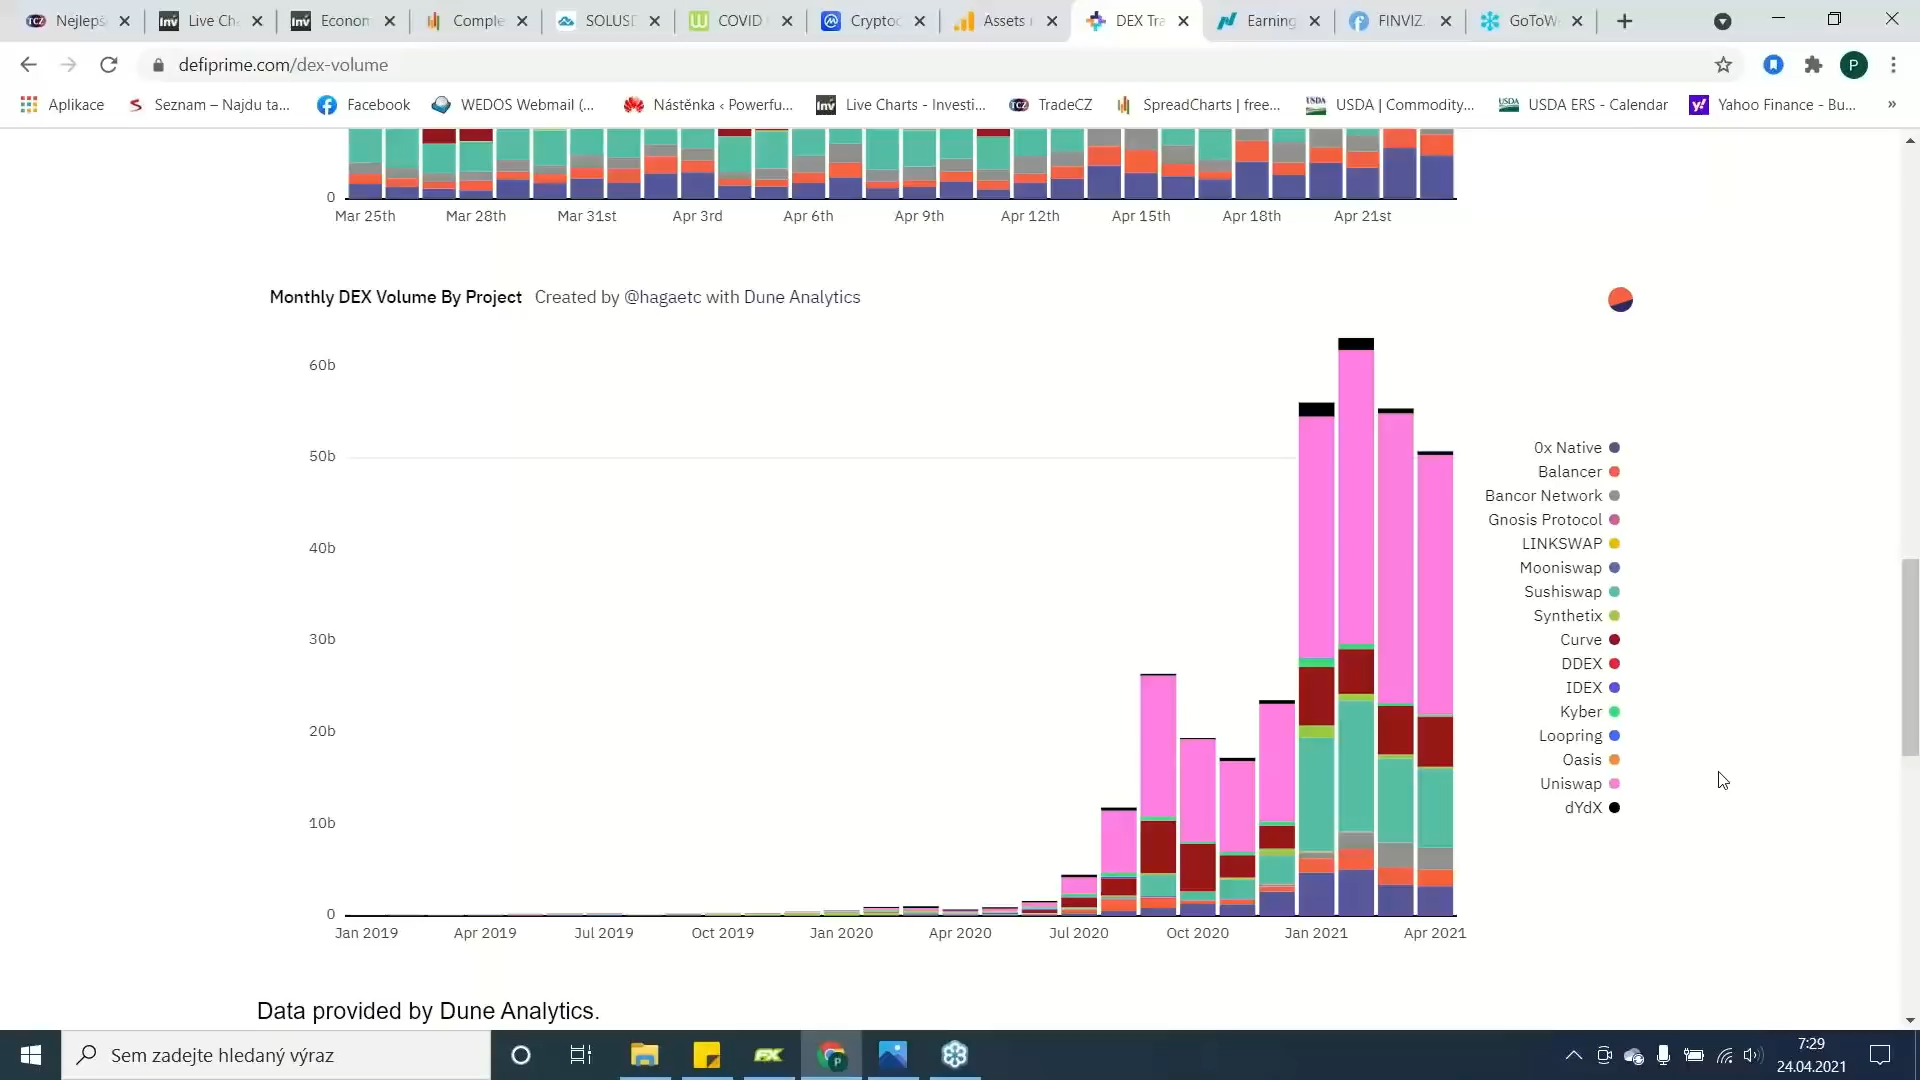 Nejlepš
Live Ch
Econom
Comple
SOLUSD
COVID
Cryptoc
Assets
DEX Tra
Earning
FINVIZ
GoToW
defiprime.com/dex-volume
P
Aplikace
Seznam – Najdu ta...
Facebook
WEDOS Webmail (...
Nástěnka ‹ Powerfu...
Live Charts - Investi...
TradeCZ
SpreadCharts | free...
USDA | Commodity...
USDA ERS - Calendar
Yahoo Finance - Bu...
»
0
Mar 25th
Mar 28th
Mar 31st
Apr 3rd
Apr 6th
Apr 9th
Apr 12th
Apr 15th
Apr 18th
Apr 21st
Monthly DEX Volume By Project Created by @hagaetc with Dune Analytics
60b
50b
40b
30b
20b
10b
0
0x Native
Balancer
Bancor Network
Gnosis Protocol
LINKSWAP
Mooniswap
Sushiswap
Synthetix
Curve
DDEX
IDEX
Kyber
Loopring
Oasis
Uniswap
dYdX
Jan 2019
Apr 2019
Jul 2019
Oct 2019
Jan 2020
Apr 2020
Jul 2020
Oct 2020
Jan 2021
Apr 2021
Data provided by Dune Analytics.
Sem zadejte hledaný výraz
7:29
24.04.2021